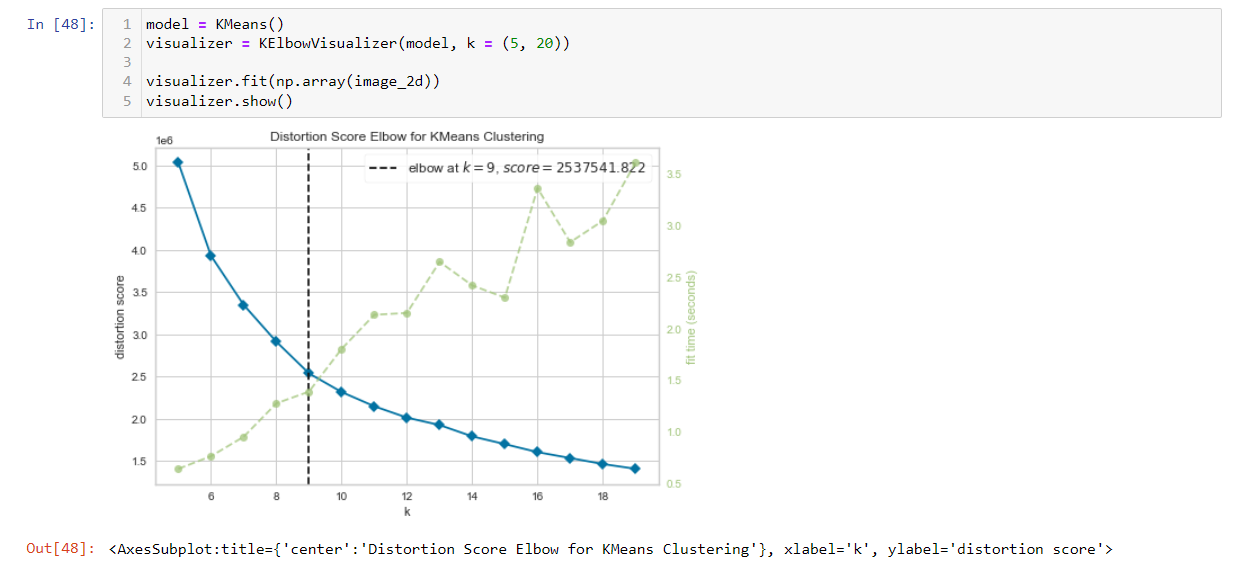 In [48]:
1 model = KMeans()
2 visualizer = KElbowVisualizer(model, k = (5, 20))
3
4 visualizer.fit(np.array(image_2d))
5 visualizer.show()
Distortion Score Elbow for KMeans Clustering
1e6
elbow at k = 9, score = 2537541.822
5.0
4.5
4.0
3.5
3.0
2.5
2.0
1.5
distortion score
3.5
3.0
2.5
2.0
1.5
1.0
0.5
fit time (seconds)
6 8 10 12 14 16 18
k
Out[48]: <AxesSubplot:title={'center':'Distortion Score Elbow for KMeans Clustering'}, xlabel='k', ylabel='distortion score'>